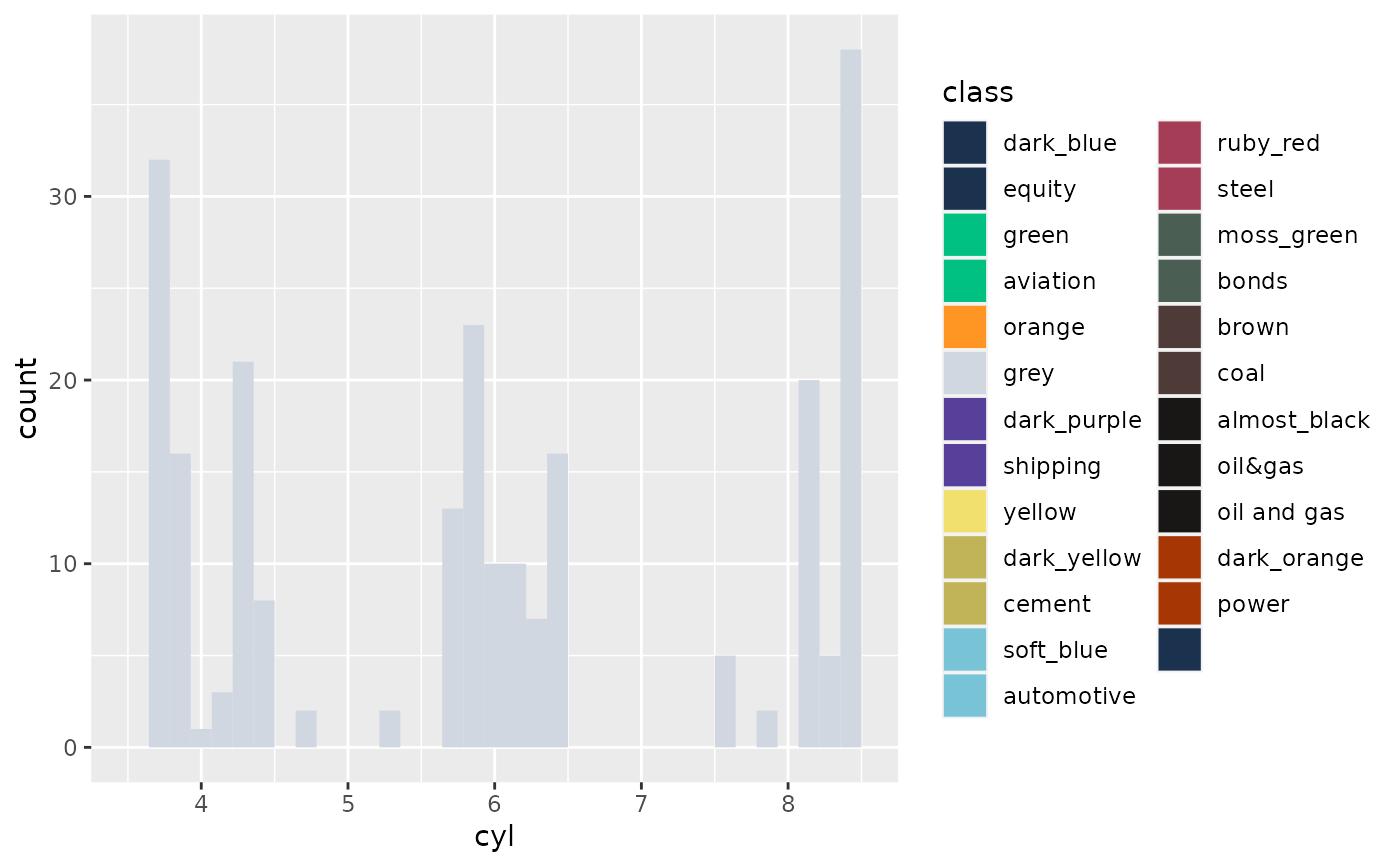 class
dark_blue
equity
green
aviation
orange
grey
dark_purple
shipping
yellow
dark_yellow
cement
soft_blue
automotive
ruby_red
steel
moss_green
bonds
brown
coal
almost_black
oil&gas
oil and gas
dark_orange
power
count
30
20
10
0
4 5 6 7 8
cyl